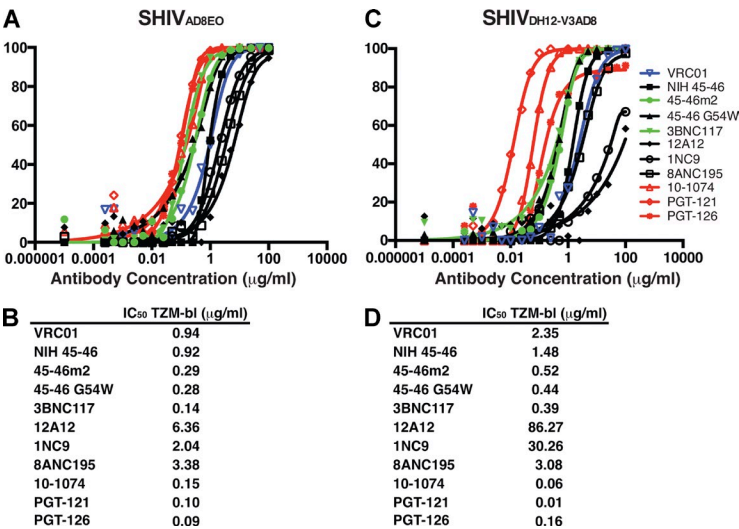 A
SHIVAD8EO
100
80
60
40
20
0
0.000001
0.0001
0.01
1
100
10000
Antibody Concentration (μg/ml)
C
SHIVDH12-V3AD8
100
80
60
40
20
0
0.000001
0.0001
0.01
1
100
10000
Antibody Concentration (μg/ml)
VRC01
NIH 45-46
45-46m2
45-46 G54W
3BNC117
12A12
1NC9
8ANC195
10-1074
PGT-121
PGT-126
B
IC50 TZM-bl (μg/ml)
VRC01 0.94
NIH 45-46 0.92
45-46m2 0.29
45-46 G54W 0.28
3BNC117 0.14
12A12 6.36
1NC9 2.04
8ANC195 3.38
10-1074 0.15
PGT-121 0.10
PGT-126 0.09
D
IC50 TZM-bl (μg/ml)
VRC01 2.35
NIH 45-46 1.48
45-46m2 0.52
45-46 G54W 0.44
3BNC117 0.39
12A12 86.27
1NC9 30.26
8ANC195 3.08
10-1074 0.06
PGT-121 0.01
PGT-126 0.16